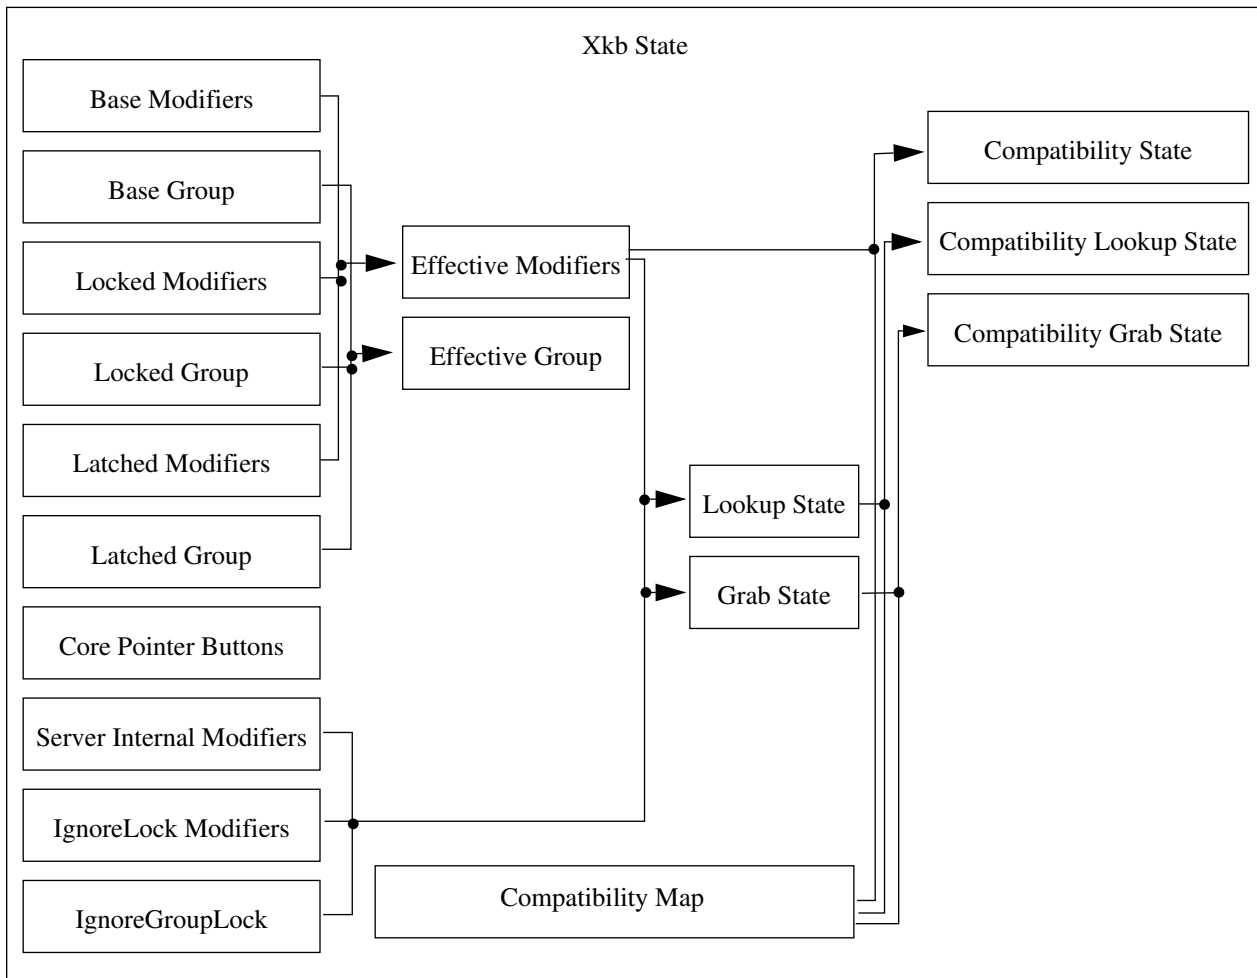 Xkb State
Base Modifiers
Base Group
Locked Modifiers
Locked Group
Latched Modifiers
Latched Group
Core Pointer Buttons
Server Internal Modifiers
IgnoreLock Modifiers
IgnoreGroupLock
Effective Modifiers
Effective Group
Lookup State
Grab State
Compatibility Map
Compatibility State
Compatibility Lookup State
Compatibility Grab State